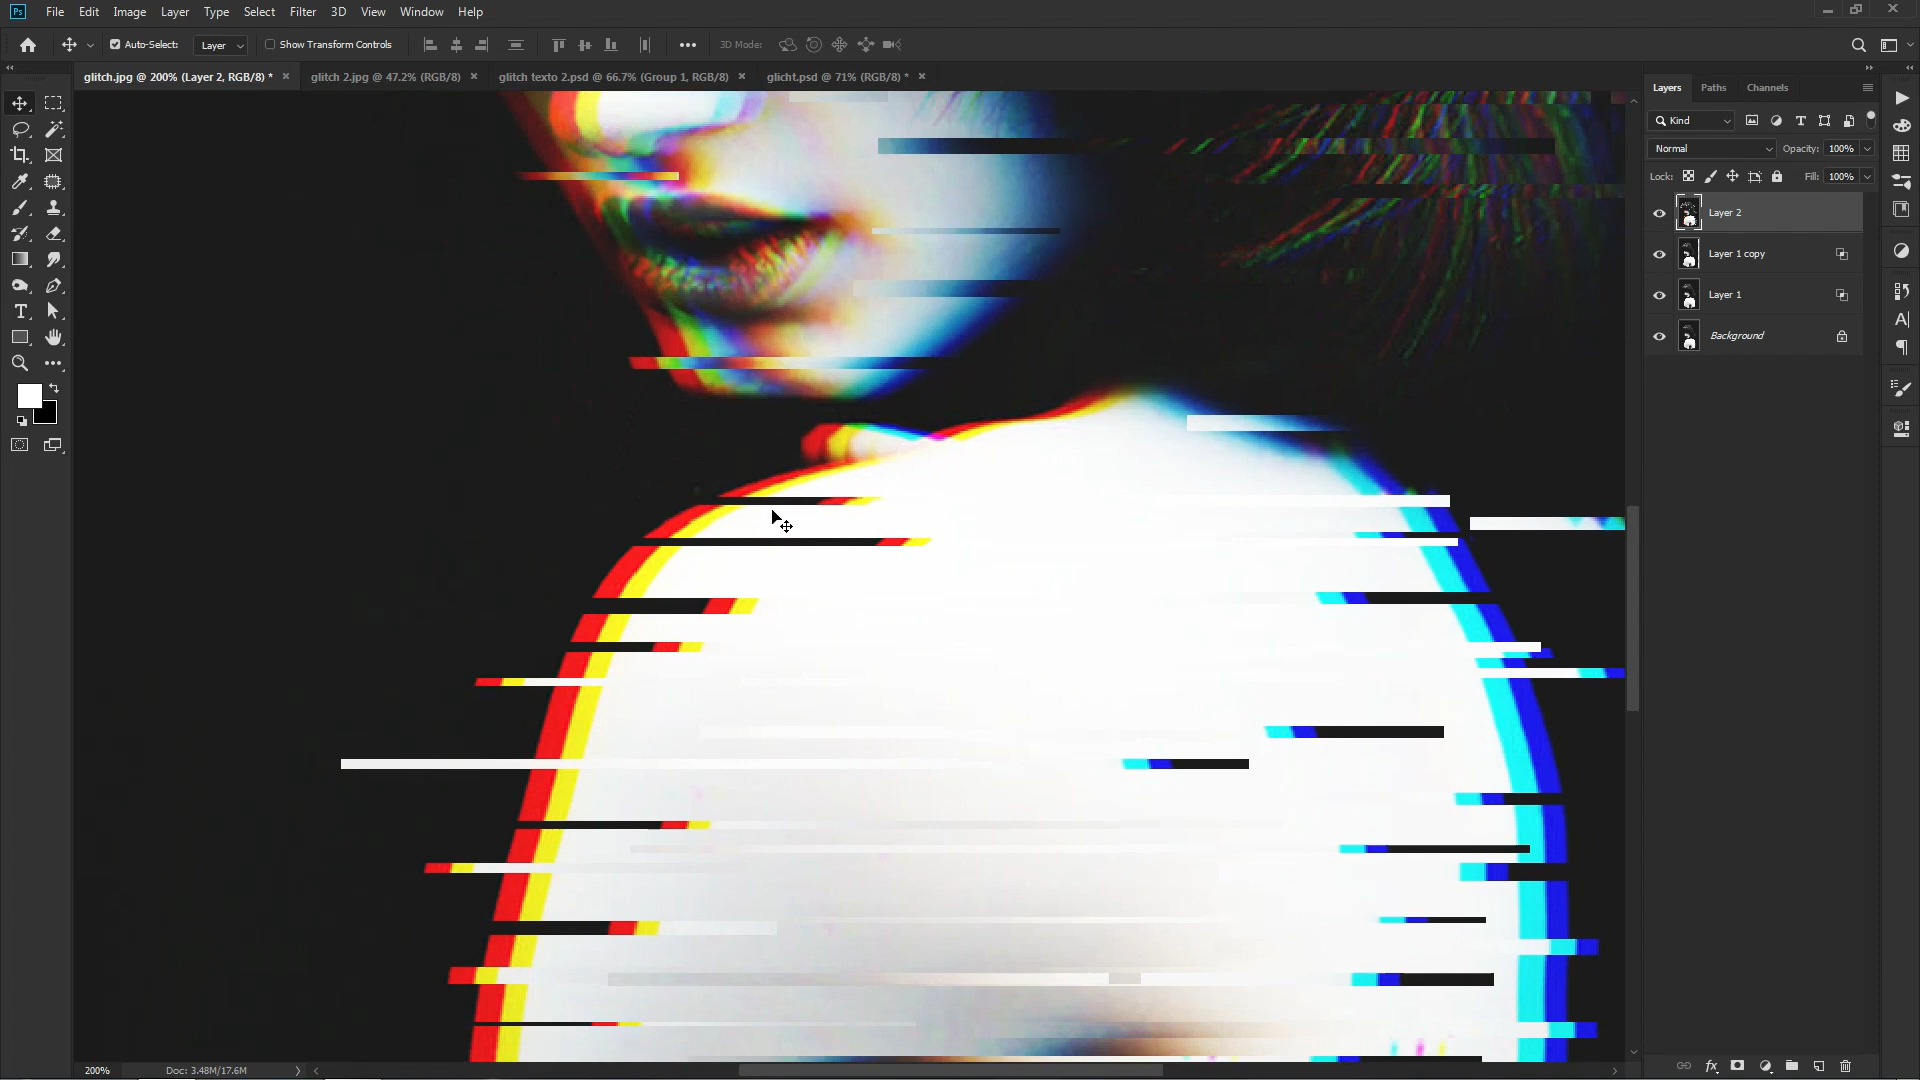 Ps File Edit Image Layer Type Select Filter 3D View Window Help
Auto-Select: Layer Show Transform Controls 3D Mode:
glitch.jpg @ 200% (Layer 2, RGB/8) * glitch 2.jpg @ 47.2% (RGB/8) glitch texto 2.psd @ 66.7% (Group 1, RGB/8) glicht.psd @ 71% (RGB/8) *
Layers Paths Channels
Kind
Normal Opacity: 100%
Lock: Fill: 100%
Layer 2
Layer 1 copy
Layer 1
Background
200% Doc: 3.48M/17.6M
fx